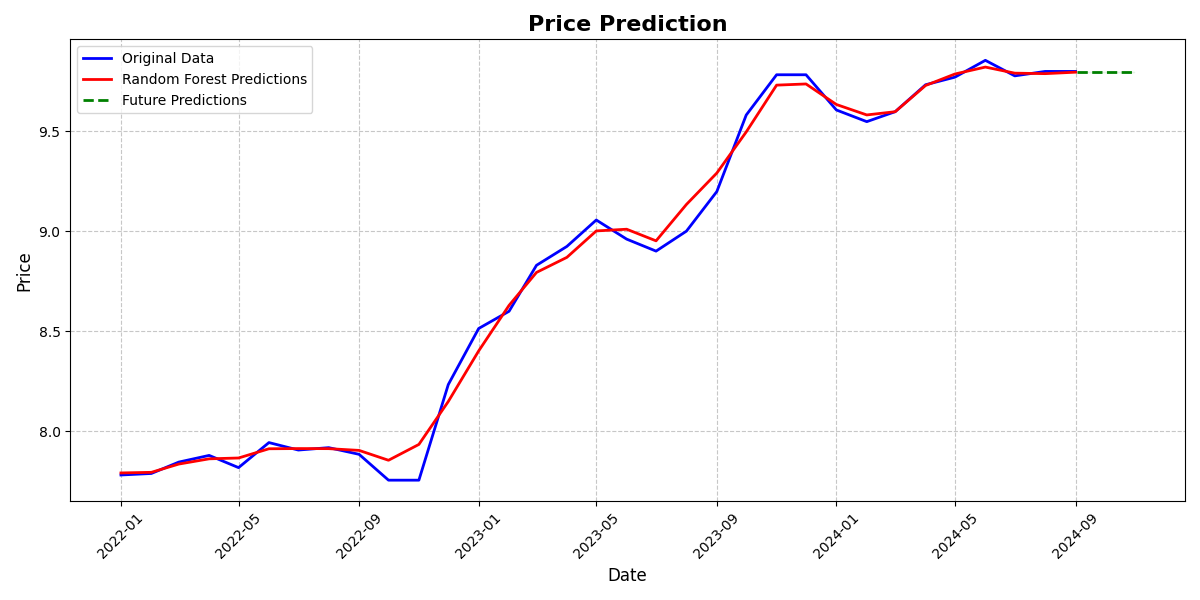 Price Prediction
Original Data
Random Forest Predictions
Future Predictions
Price
9.5
9.0
8.5
8.0
2022-01
2022-05
2022-09
2023-01
2023-05
2023-09
2024-01
2024-05
2024-09
Date